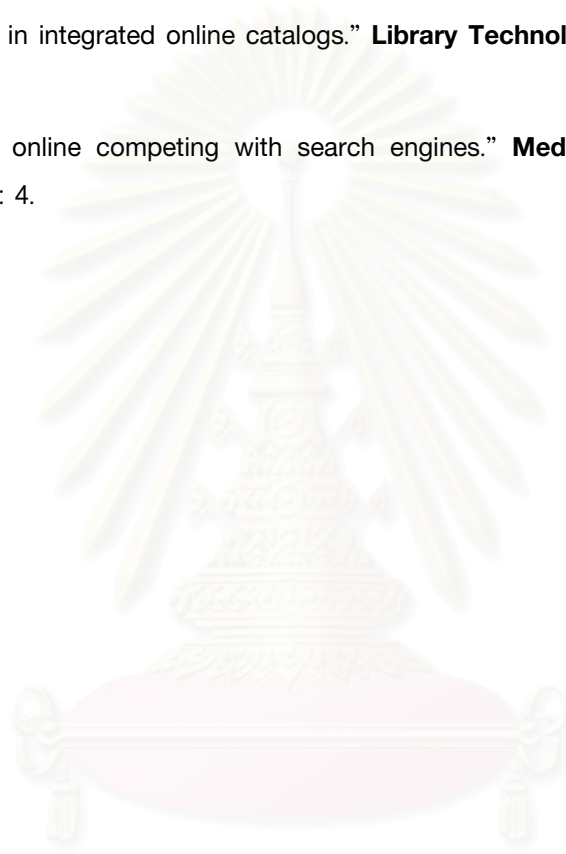 in integrated online catalogs.” Library Technol
online competing with search engines.” Med
: 4.